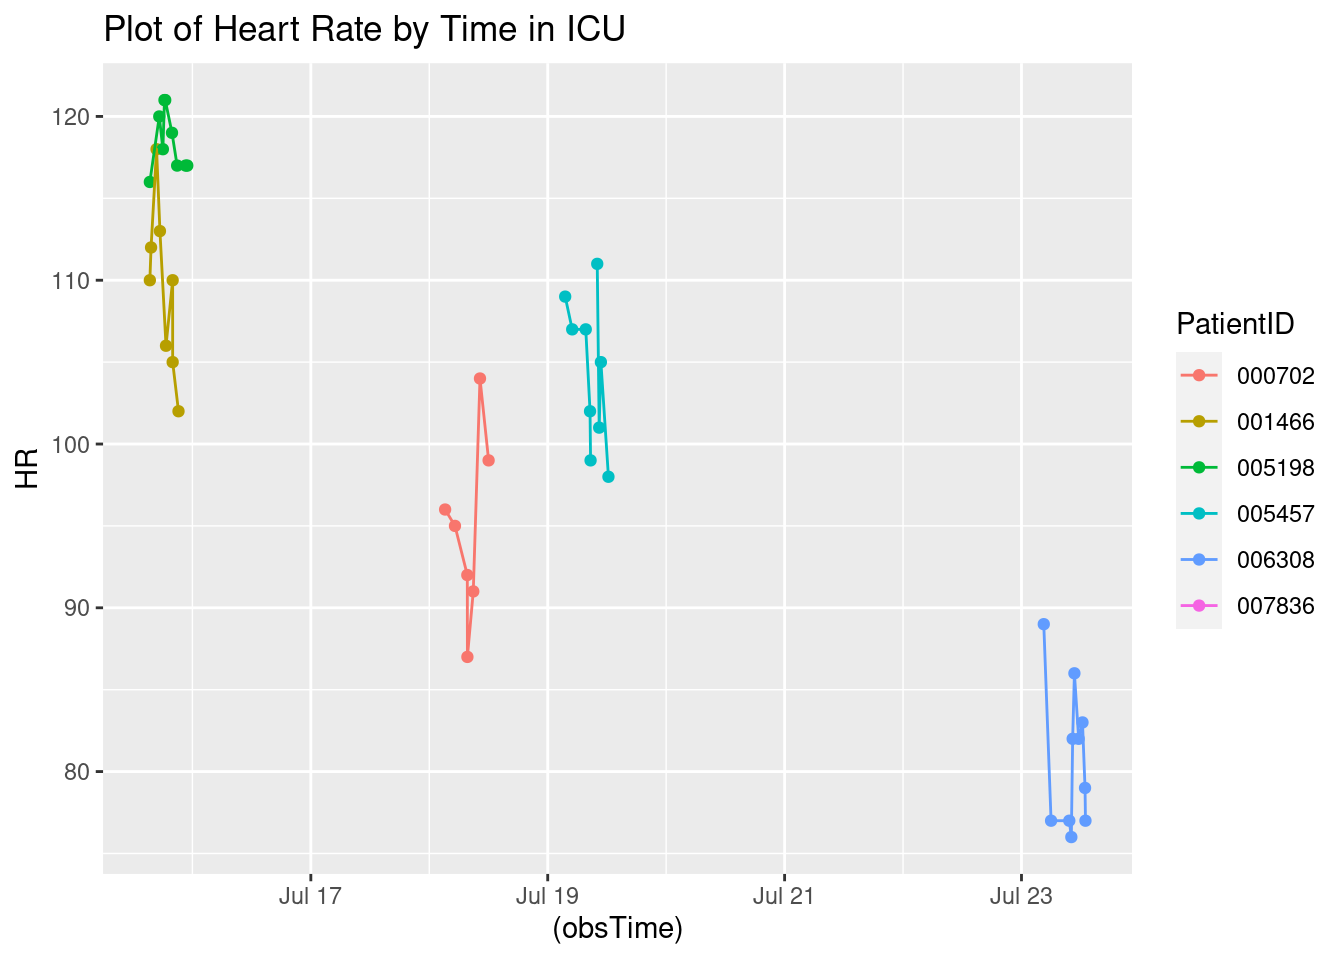 Plot of Heart Rate by Time in ICU
120
110
100
90
80
HR
Jul 17
Jul 19
Jul 21
Jul 23
(obsTime)
PatientID
000702
001466
005198
005457
006308
007836